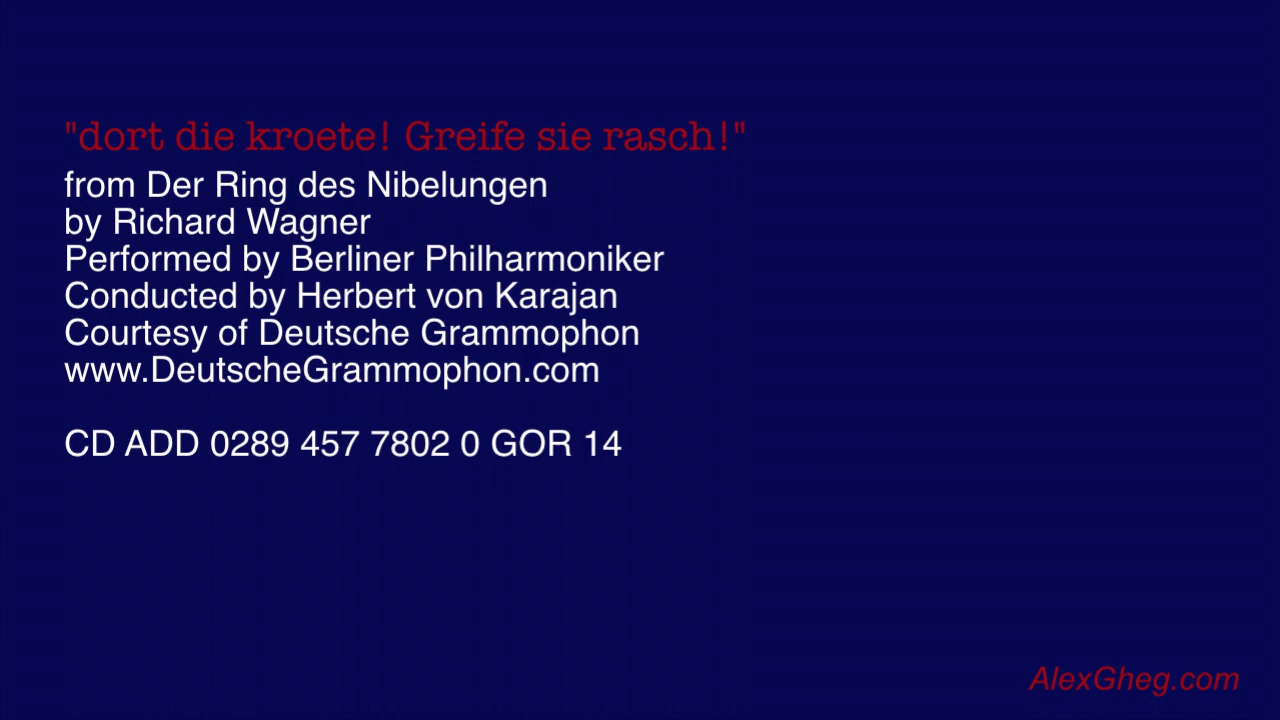 "dort die kroete! Greife sie rasch!"
from Der Ring des Nibelungen
by Richard Wagner
Performed by Berliner Philharmoniker
Conducted by Herbert von Karajan
Courtesy of Deutsche Grammophon
www.DeutscheGrammophon.com
CD ADD 0289 457 7802 0 GOR 14
AlexGheg.com